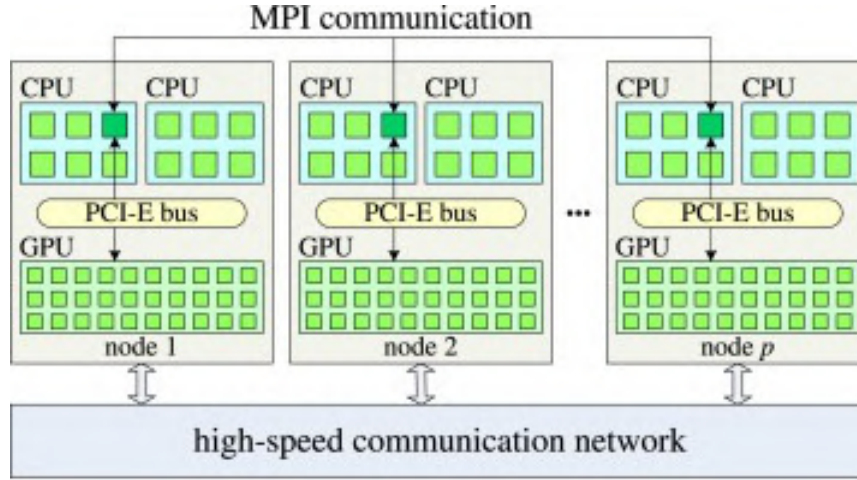 MPI communication
CPU CPU CPU CPU CPU CPU
PCI-E bus PCI-E bus ... PCI-E bus
GPU GPU GPU
node 1 node 2 node p
high-speed communication network